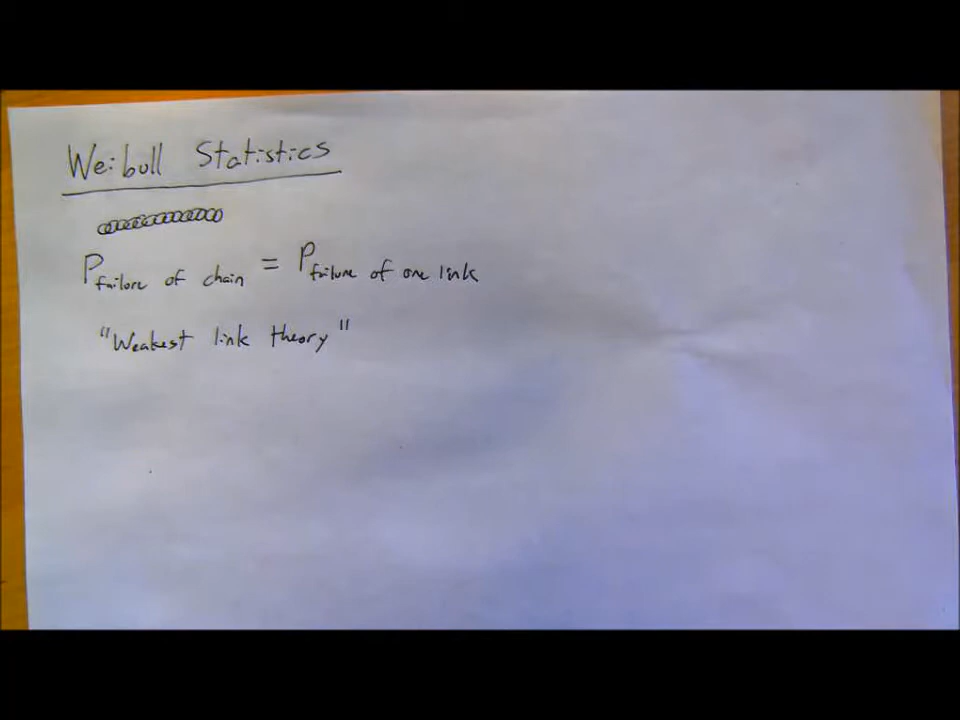 Weibull Statistics
P failure of chain = P failure of one link
"Weakest link theory"